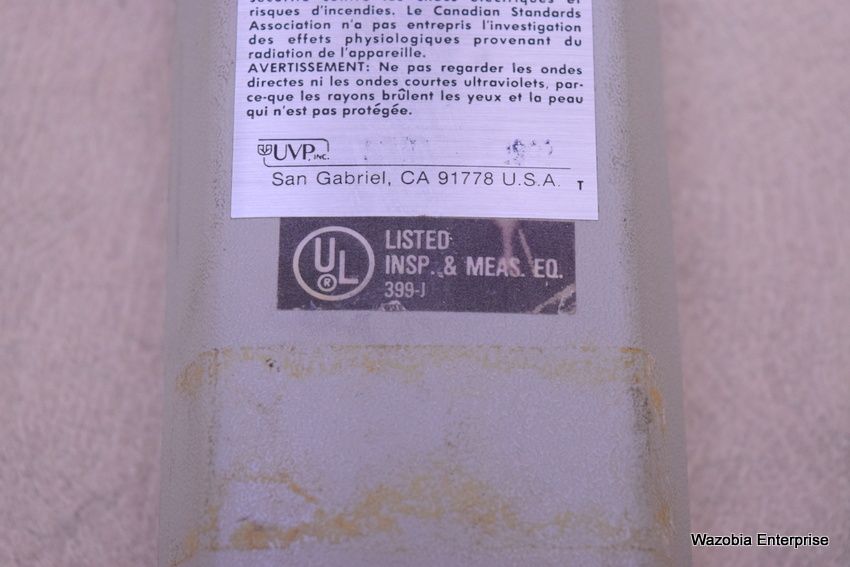 risques d'incendies. Le Canadian Standards
Association n'a pas entrepris l'investigation
des effets physiologiques provenant du
radiation de l'appareille.
AVERTISSEMENT: Ne pas regarder les ondes
directes ni les ondes courtes ultraviolets, par-
ce-que les rayons brûlent les yeux et la peau
qui n'est pas protégée.
UVP, INC.
San Gabriel, CA 91778 U.S.A. T
UL LISTED
INSP. & MEAS. EQ.
® 399-J
Wazobia Enterprise